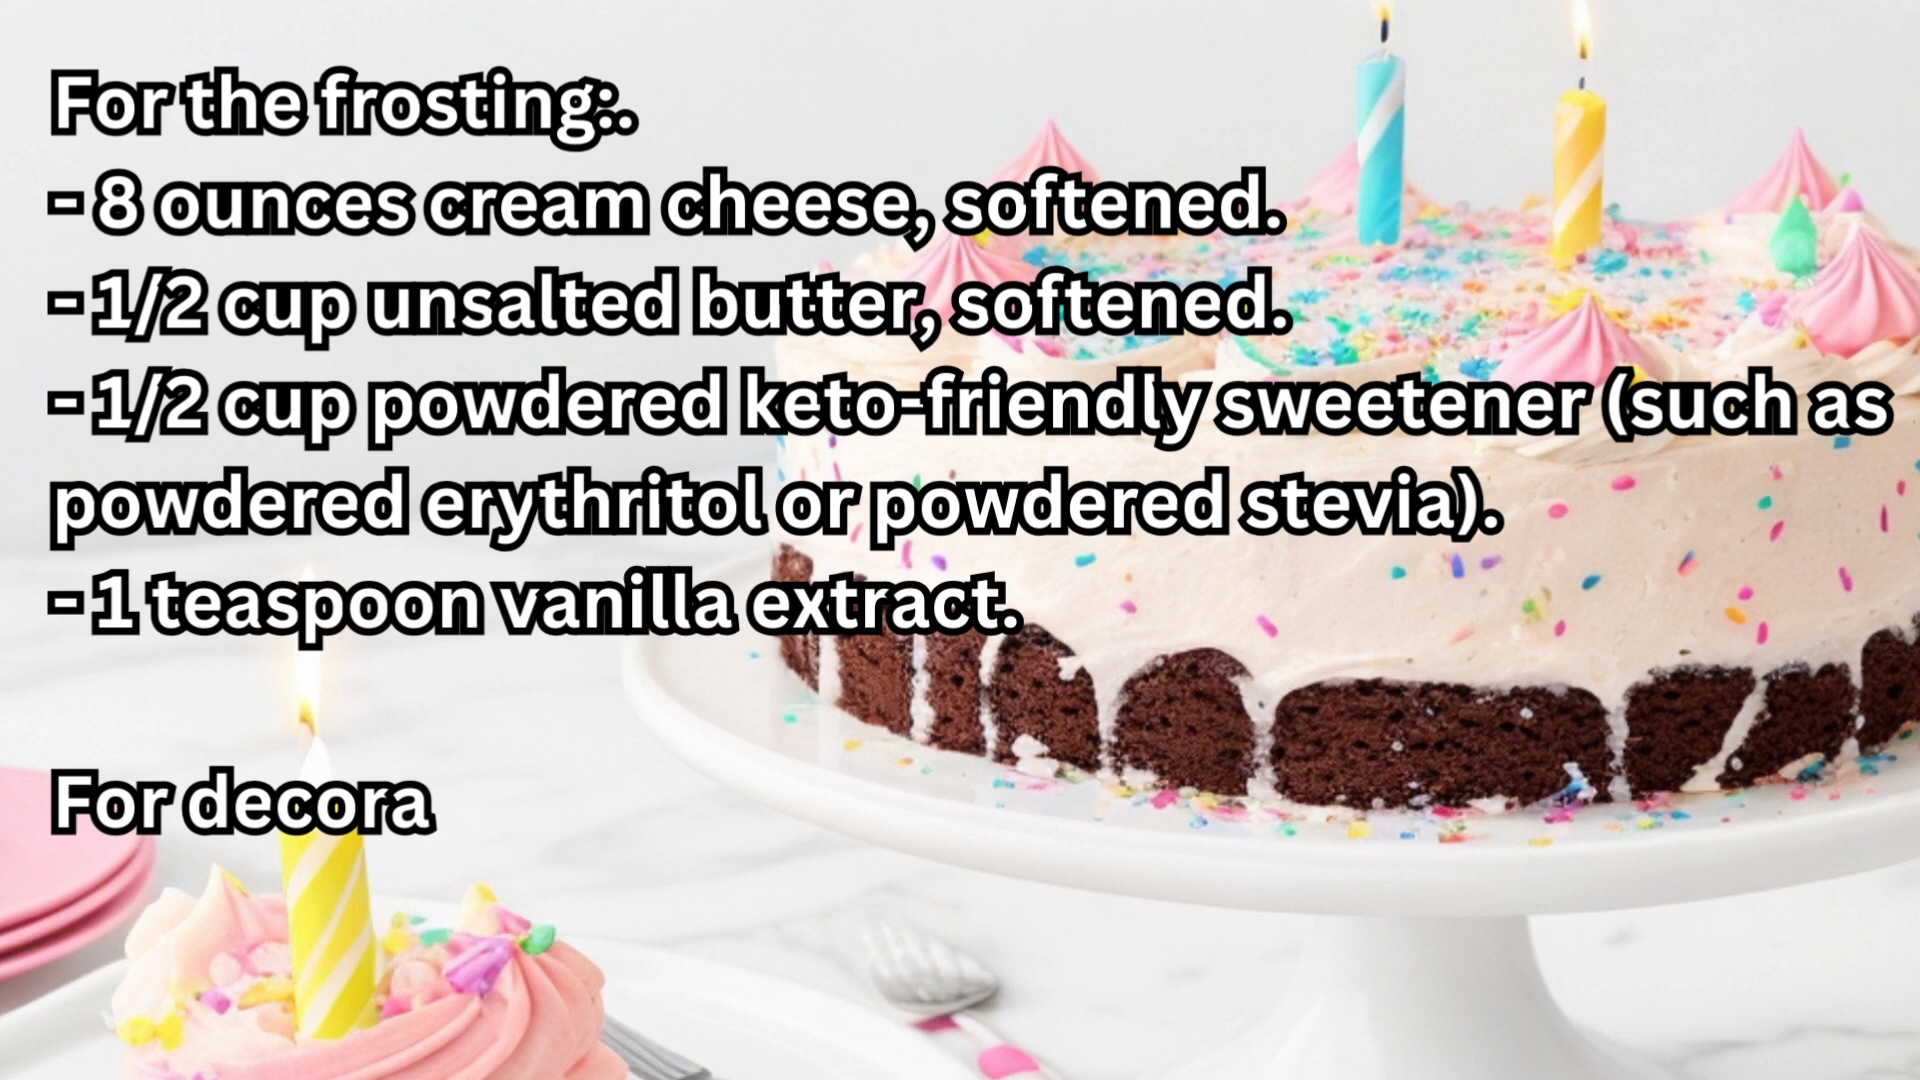 For the frosting:.
- 8 ounces cream cheese, softened.
- 1/2 cup unsalted butter, softened.
- 1/2 cup powdered keto-friendly sweetener (such as
powdered erythritol or powdered stevia).
- 1 teaspoon vanilla extract.
For decora